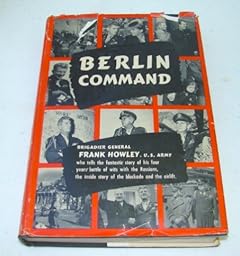 BERLIN
COMMAND
BRIGADIER GENERAL
FRANK HOWLEY, U.S. ARMY
who tells the fantastic story of his four
years battle of wits with the Russians,
the inside story of the blockade and the airlift.